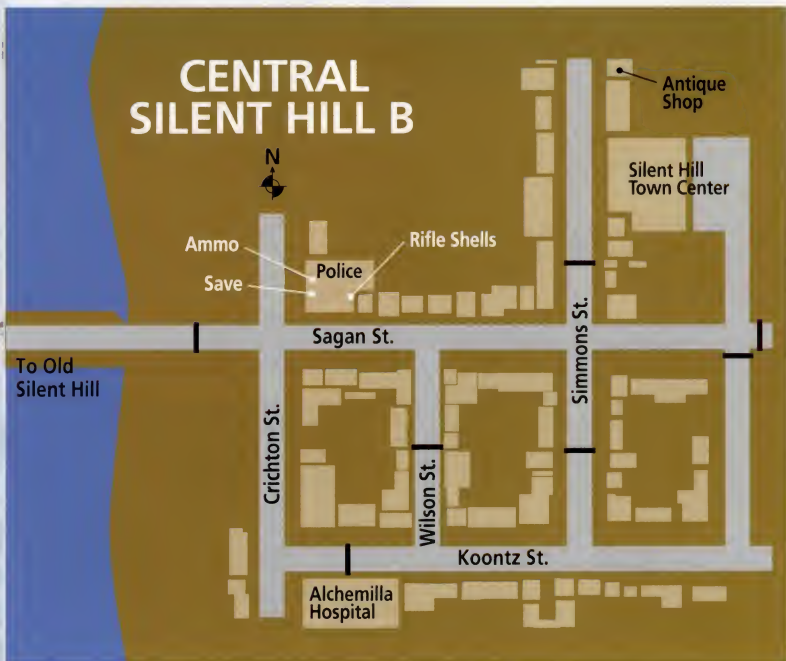 CENTRAL
SILENT HILL B
N
Antique
Shop
Silent Hill
Town Center
Ammo
Police
Rifle Shells
Save
Sagan St.
To Old
Silent Hill
Simmons St.
Crichton St.
Wilson St.
Koontz St.
Alchemilla
Hospital